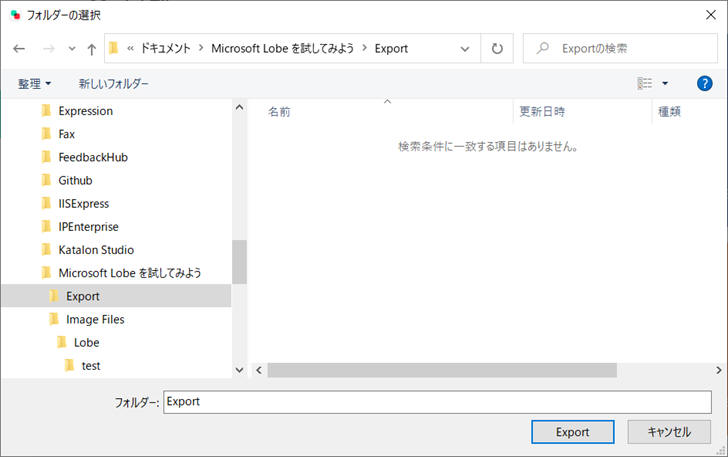 フォルダーの選択
« ドキュメント > Microsoft Lobe を試してみよう > Export
Exportの検索
整理 新しいフォルダー
?
名前 更新日時 種類
検索条件に一致する項目はありません。
Expression
Fax
FeedbackHub
Github
IISExpress
IPEnterprise
Katalon Studio
Microsoft Lobe を試してみよう
Export
Image Files
Lobe
test
フォルダー: Export
Export キャンセル